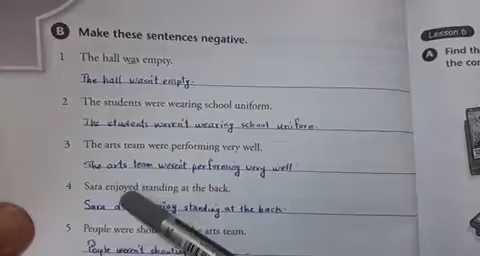 B Make these sentences negative.
1 The hall was empty.
The hall wasn't empty.
2 The students were wearing school uniform.
The students weren't wearing school uniform.
3 The arts team were performing very well.
The arts team weren't performing very well.
4 Sara enjoyed standing at the back.
Sara standing at the back.
5 People were arts team.
People weren't
Lesson 6
A Find th
the cor